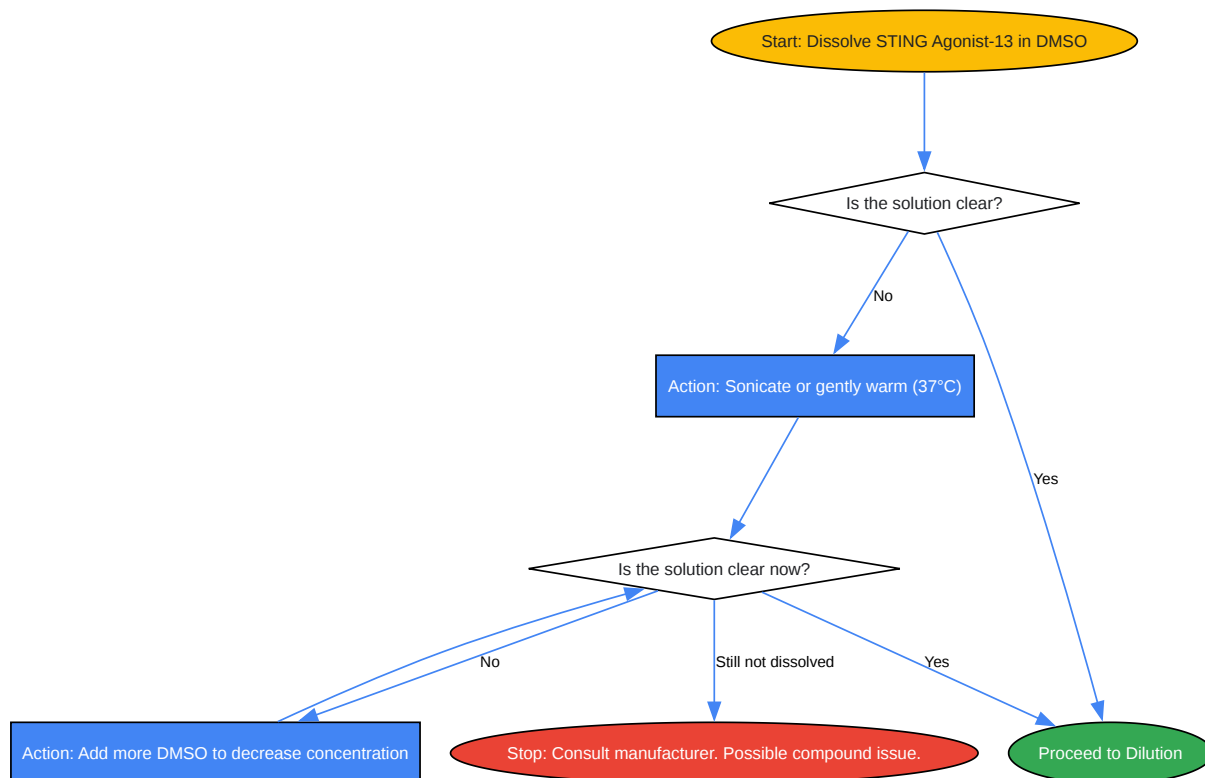 Start: Dissolve STING Agonist-13 in DMSO
Is the solution clear?
No
Action: Sonicate or gently warm (37°C)
Yes
Is the solution clear now?
No
Still not dissolved
Yes
Action: Add more DMSO to decrease concentration
Stop: Consult manufacturer. Possible compound issue.
Proceed to Dilution